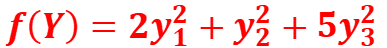 f(Y) = 2y₁² + y₂² + 5y₃²